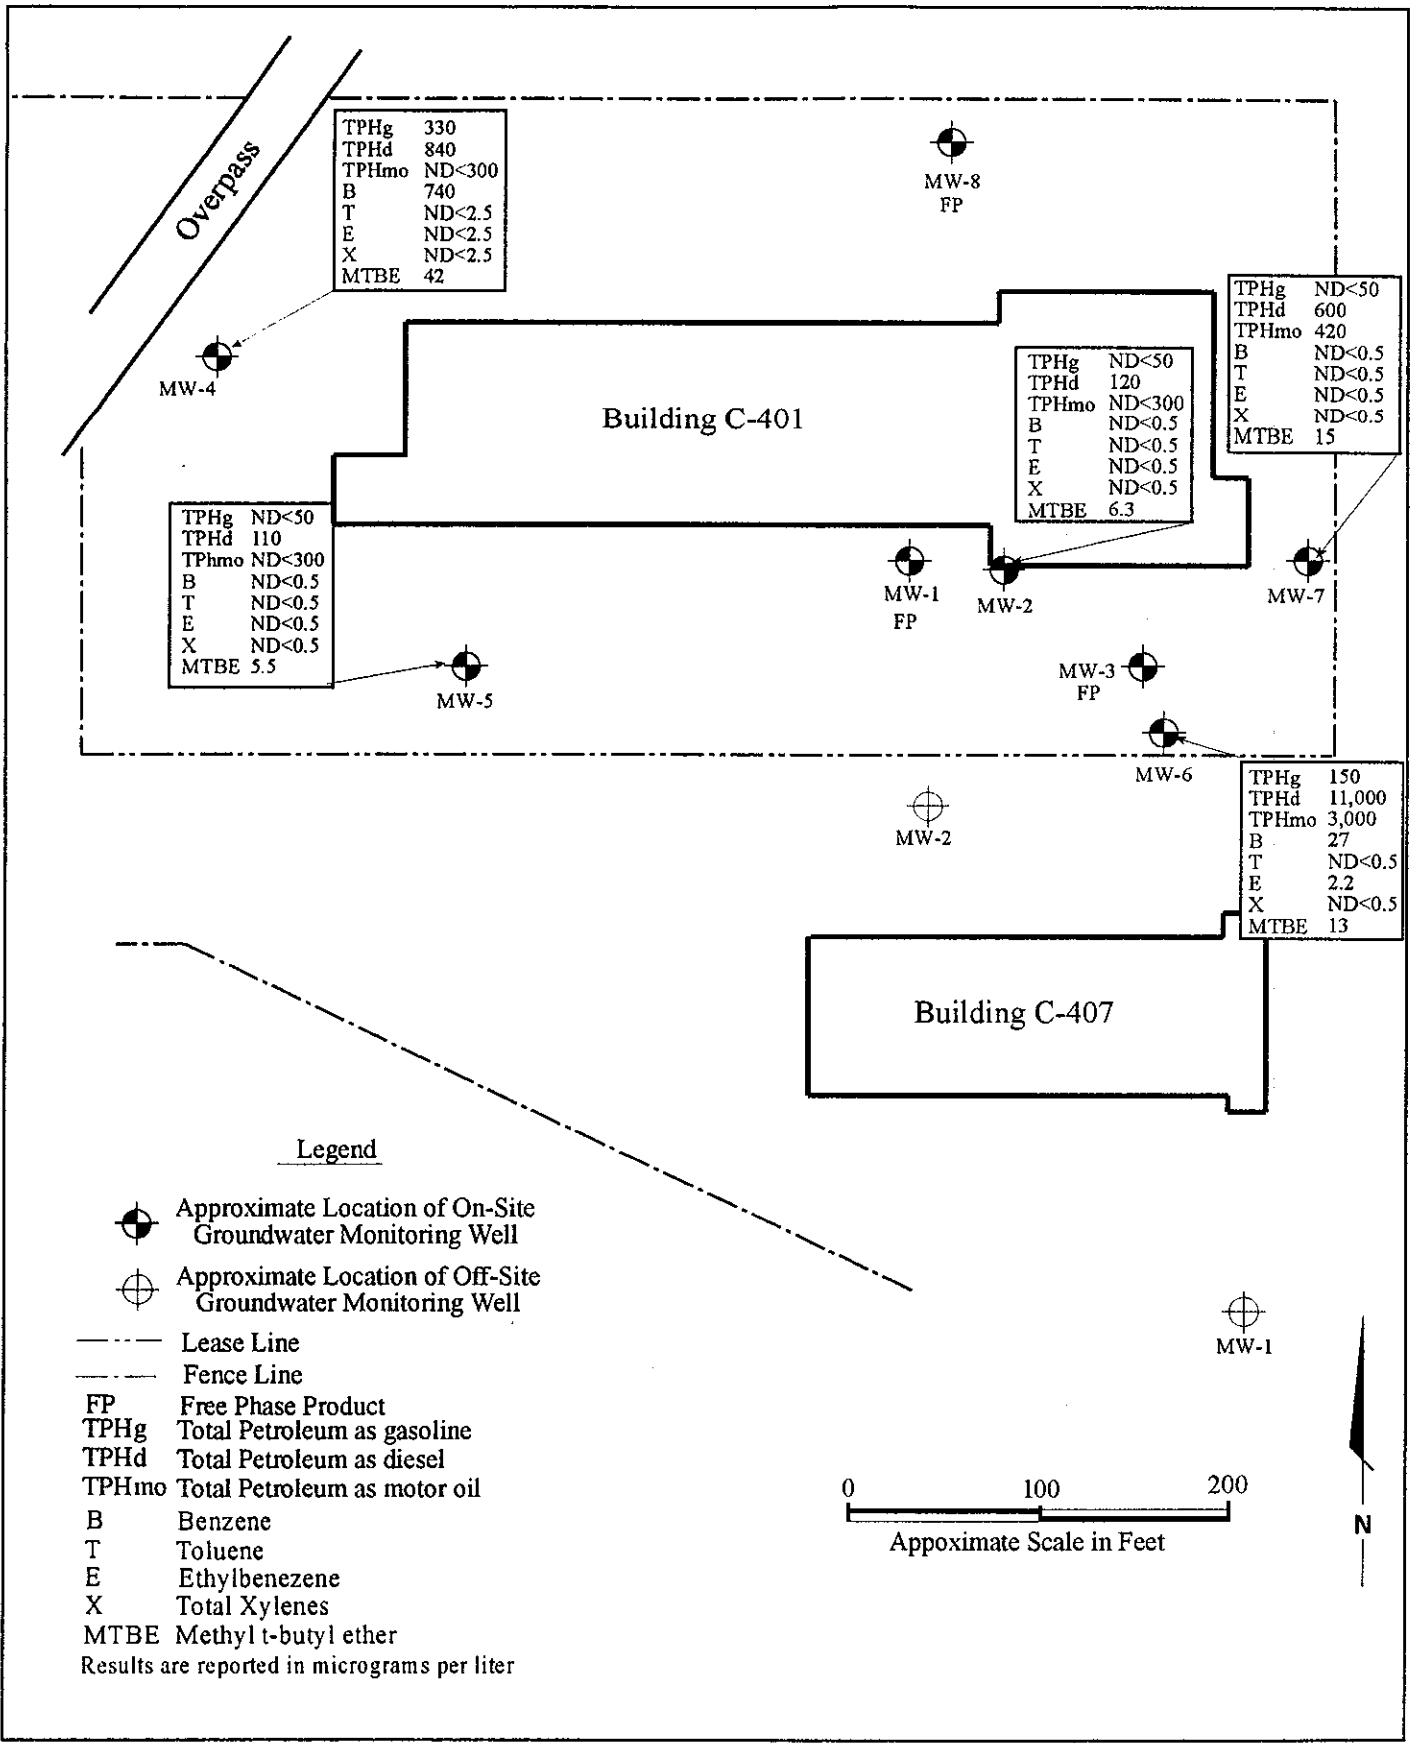 Overpass
TPHg 330
TPHd 840
TPHmo ND<300
B 740
T ND<2.5
E ND<2.5
X ND<2.5
MTBE 42
MW-4
MW-8
FP
Building C-401
TPHg ND<50
TPHd 600
TPHmo 420
B ND<0.5
T ND<0.5
E ND<0.5
X ND<0.5
MTBE 15
TPHg ND<50
TPHd 120
TPHmo ND<300
B ND<0.5
T ND<0.5
E ND<0.5
X ND<0.5
MTBE 6.3
TPHg ND<50
TPHd 110
TPhmo ND<300
B ND<0.5
T ND<0.5
E ND<0.5
X ND<0.5
MTBE 5.5
MW-5
MW-1
FP
MW-2
MW-7
MW-3
FP
MW-6
TPHg 150
TPHd 11,000
TPHmo 3,000
B 27
T ND<0.5
E 2.2
X ND<0.5
MTBE 13
MW-2
Building C-407
MW-1
Legend
Approximate Location of On-Site
Groundwater Monitoring Well
Approximate Location of Off-Site
Groundwater Monitoring Well
Lease Line
Fence Line
FP Free Phase Product
TPHg Total Petroleum as gasoline
TPHd Total Petroleum as diesel
TPHmo Total Petroleum as motor oil
B Benzene
T Toluene
E Ethylbenezene
X Total Xylenes
MTBE Methyl t-butyl ether
Results are reported in micrograms per liter
0 100 200
Appoximate Scale in Feet
N